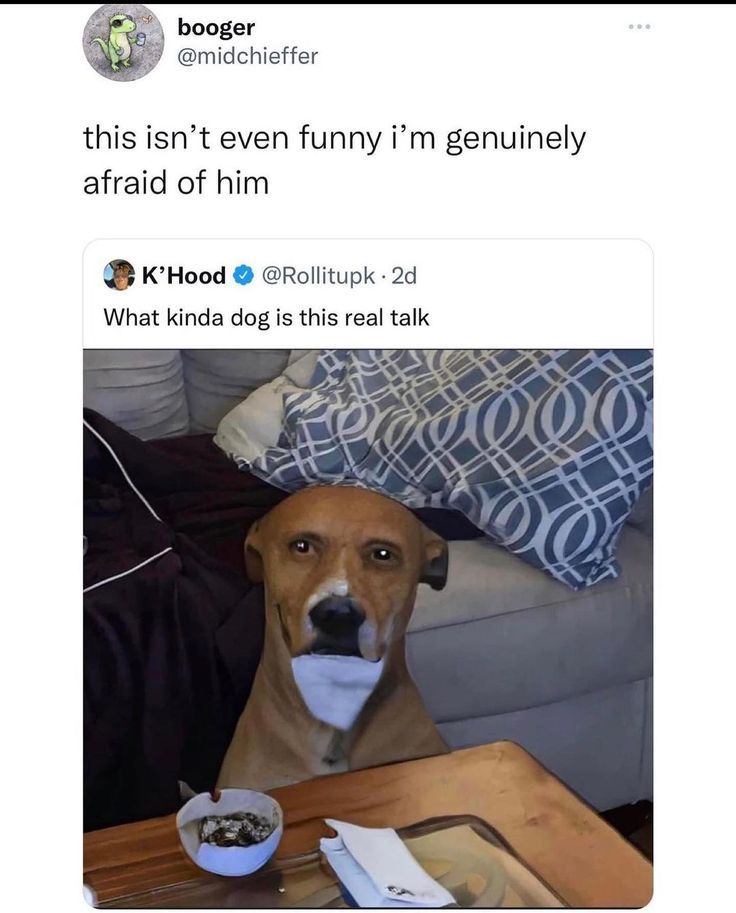 booger
@midchieffer
this isn’t even funny i’m genuinely
afraid of him
K’Hood @Rollitupk · 2d
What kinda dog is this real talk